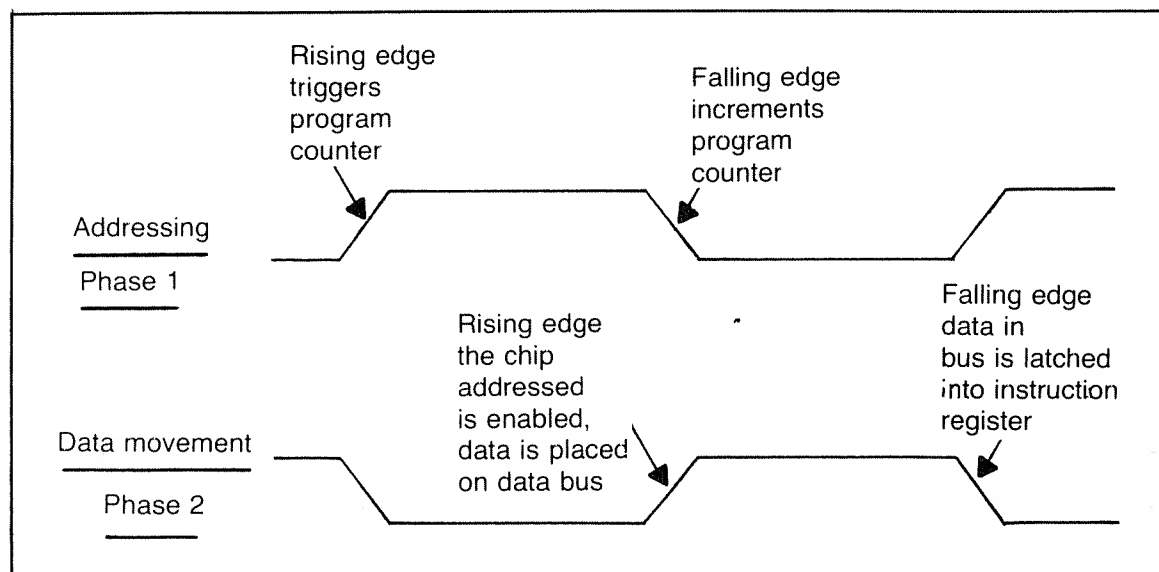 Rising edge
triggers
program
counter
Falling edge
increments
program
counter
Addressing
Phase 1
Rising edge
the chip
addressed
is enabled,
data is placed
on data bus
Falling edge
data in
bus is latched
into instruction
register
Data movement
Phase 2